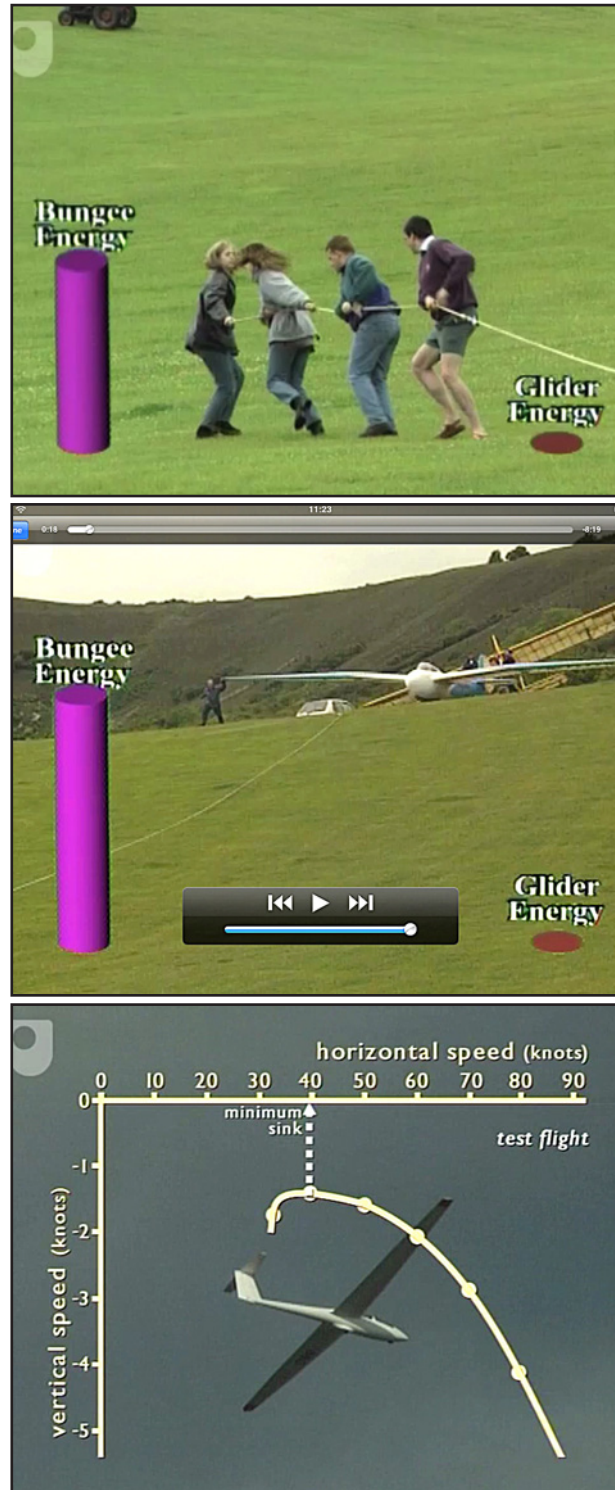 Bungee
Energy
Glider
Energy
11:23
0:18
-8:19
Bungee
Energy
Glider
Energy
horizontal speed (knots)
0 10 20 30 40 50 60 70 80 90
0
minimum
sink
test flight
-1
-2
-3
-4
-5
vertical speed (knots)